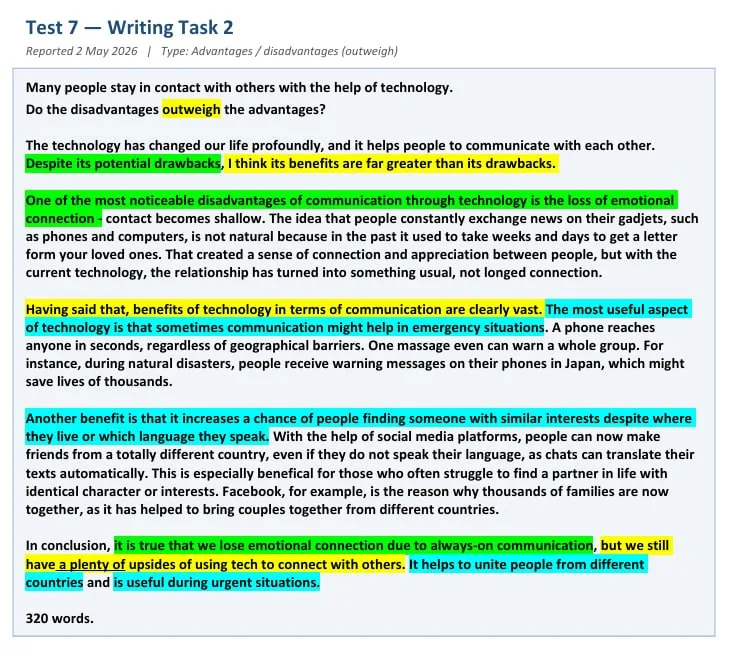 Test 7 — Writing Task 2
Reported 2 May 2026 | Type: Advantages / disadvantages (outweigh)
Many people stay in contact with others with the help of technology.
Do the disadvantages outweigh the advantages?
The technology has changed our life profoundly, and it helps people to communicate with each other.
Despite its potential drawbacks, I think its benefits are far greater than its drawbacks.
One of the most noticeable disadvantages of communication through technology is the loss of emotional
connection - contact becomes shallow. The idea that people constantly exchange news on their gadjets, such
as phones and computers, is not natural because in the past it used to take weeks and days to get a letter
form your loved ones. That created a sense of connection and appreciation between people, but with the
current technology, the relationship has turned into something usual, not longed connection.
Having said that, benefits of technology in terms of communication are clearly vast. The most useful aspect
of technology is that sometimes communication might help in emergency situations. A phone reaches
anyone in seconds, regardless of geographical barriers. One massage even can warn a whole group. For
instance, during natural disasters, people receive warning messages on their phones in Japan, which might
save lives of thousands.
Another benefit is that it increases a chance of people finding someone with similar interests despite where
they live or which language they speak. With the help of social media platforms, people can now make
friends from a totally different country, even if they do not speak their language, as chats can translate their
texts automatically. This is especially benefical for those who often struggle to find a partner in life with
identical character or interests. Facebook, for example, is the reason why thousands of families are now
together, as it has helped to bring couples together from different countries.
In conclusion, it is true that we lose emotional connection due to always-on communication, but we still
have a plenty of upsides of using tech to connect with others. It helps to unite people from different
countries and is useful during urgent situations.
320 words.